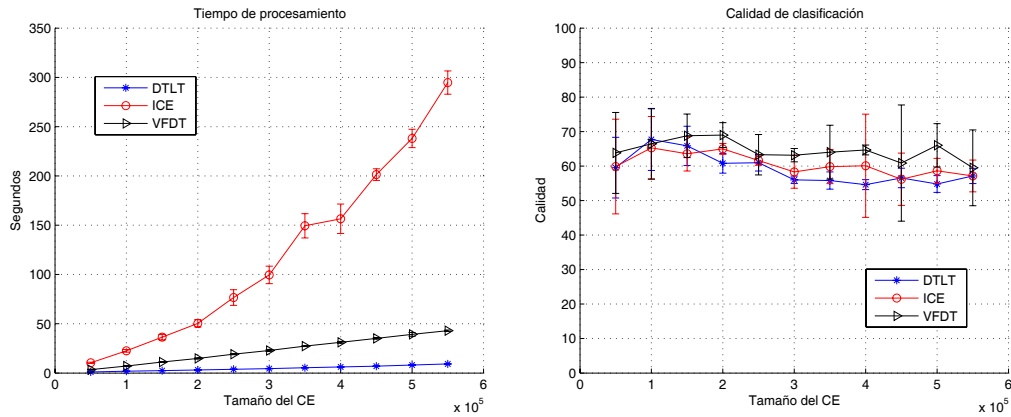 Tiempo de procesamiento
350
300
250
200
150
100
50
0
Segundos
DTLT
ICE
VFDT
0 1 2 3 4 5 6
Tamaño del CE
x 10^5
Calidad de clasificación
100
90
80
70
60
50
40
30
20
10
0
Calidad
DTLT
ICE
VFDT
0 1 2 3 4 5 6
Tamaño del CE
x 10^5